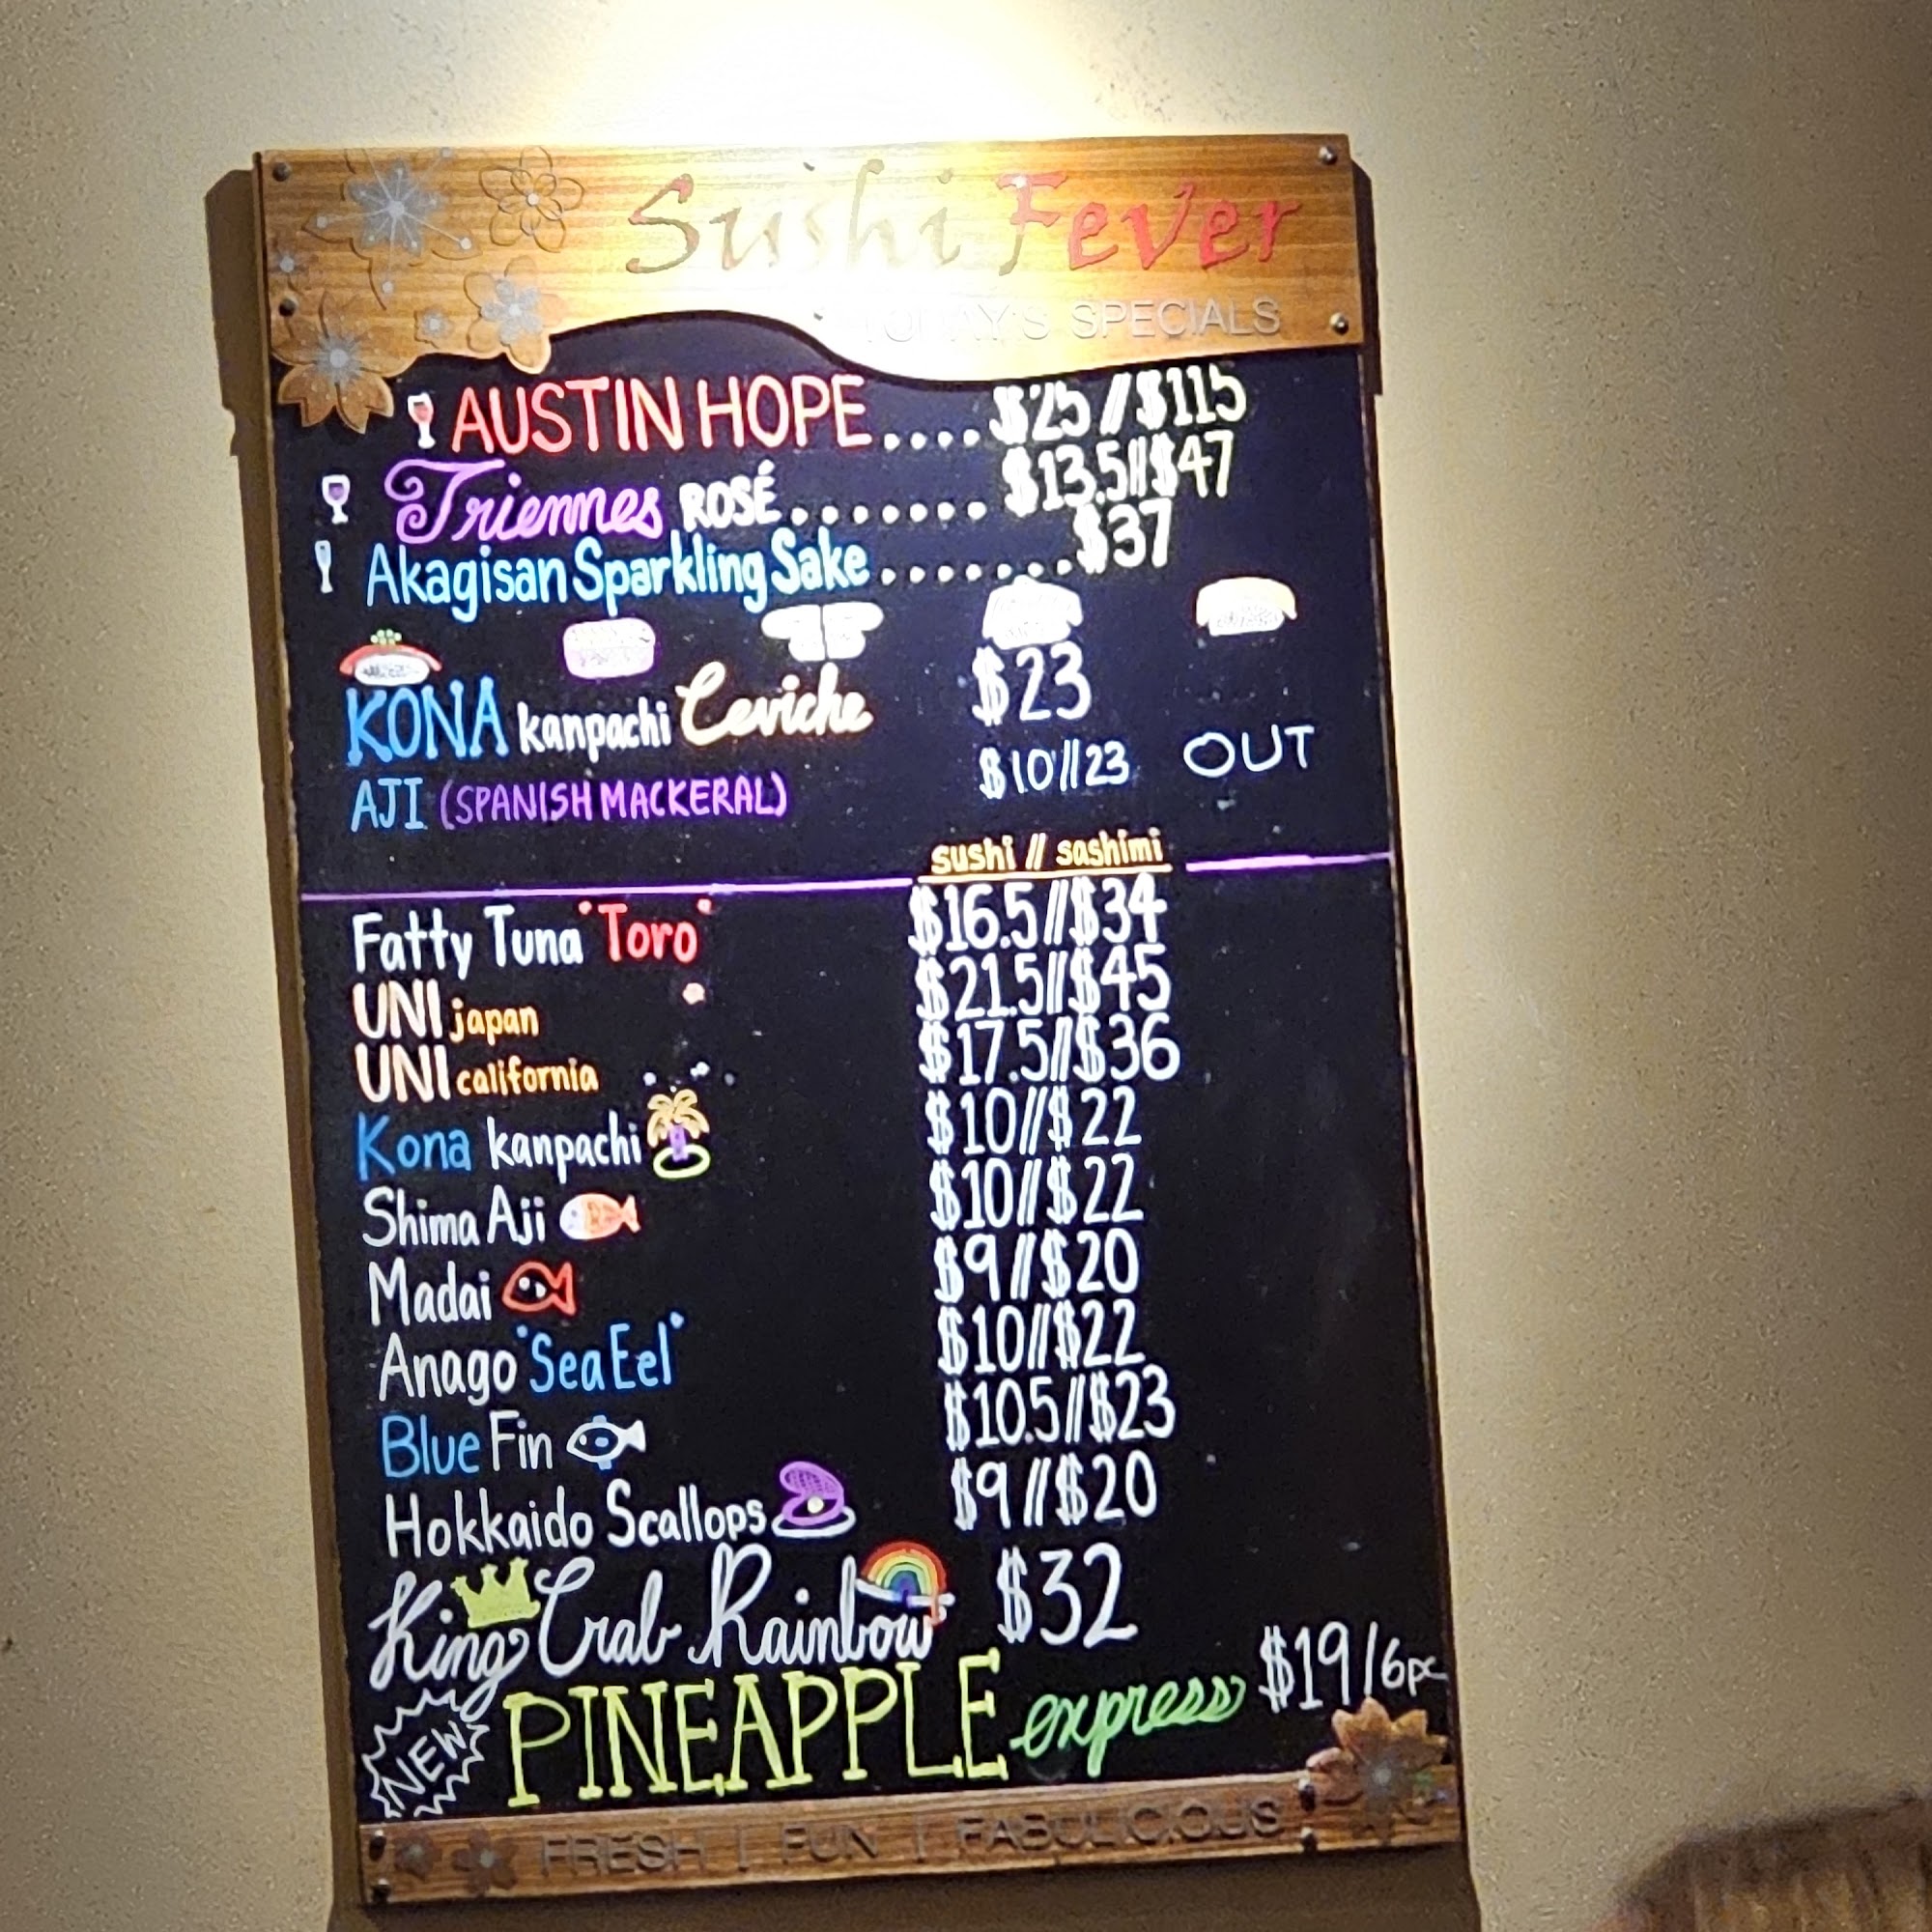 Sushi Fever
TODAY'S SPECIALS
AUSTIN HOPE....$25//$115
Triennes ROSÉ........$13.5//$47
Akagisan Sparkling Sake........$37
KONA kanpachi Ceviche $23
AJI (SPANISH MACKERAL) $10//23 OUT
sushi // sashimi
Fatty Tuna "Toro" $16.5//$34
UNI japan $21.5//$45
UNI california $17.5//$36
Kona kanpachi $10//$22
Shima Aji $10//$22
Madai $9//$20
Anago "Sea Eel" $10//$22
Blue Fin $10.5//$23
Hokkaido Scallops $9//$20
King Crab Rainbow $32
NEW PINEAPPLE express $19/6pc
FRESH | FUN | FABULICIOUS